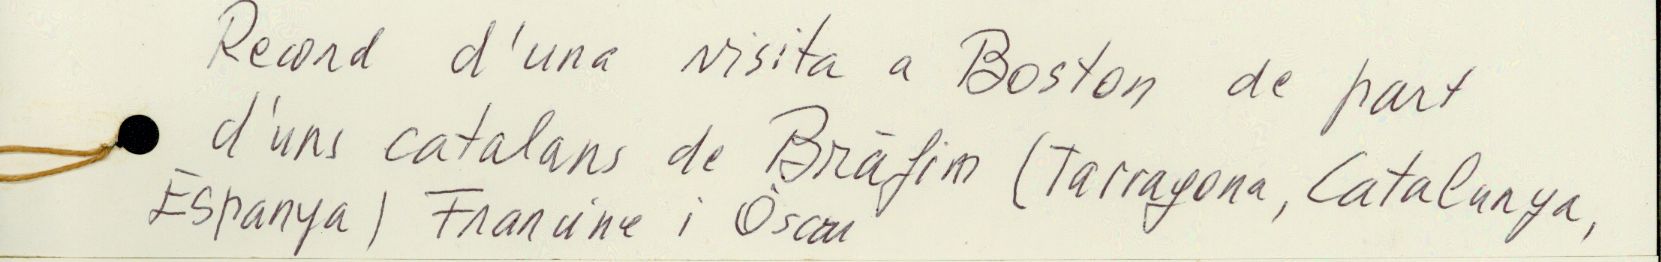 Record d'una visita a Boston de part
d'uns catalans de Bràfim (Tarragona, Catalunya,
Espanya) Francine i Òscar